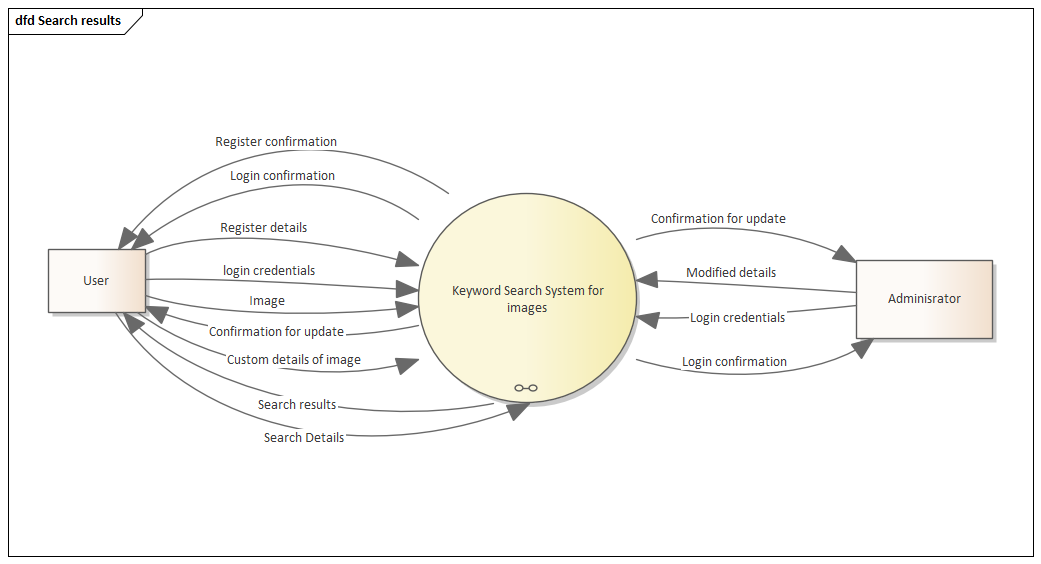 dfd Search results
Register confirmation
Login confirmation
Register details
login credentials
Image
Confirmation for update
Custom details of image
Search results
Search Details
User
Keyword Search System for
images
Confirmation for update
Modified details
Login credentials
Login confirmation
Adminisrator